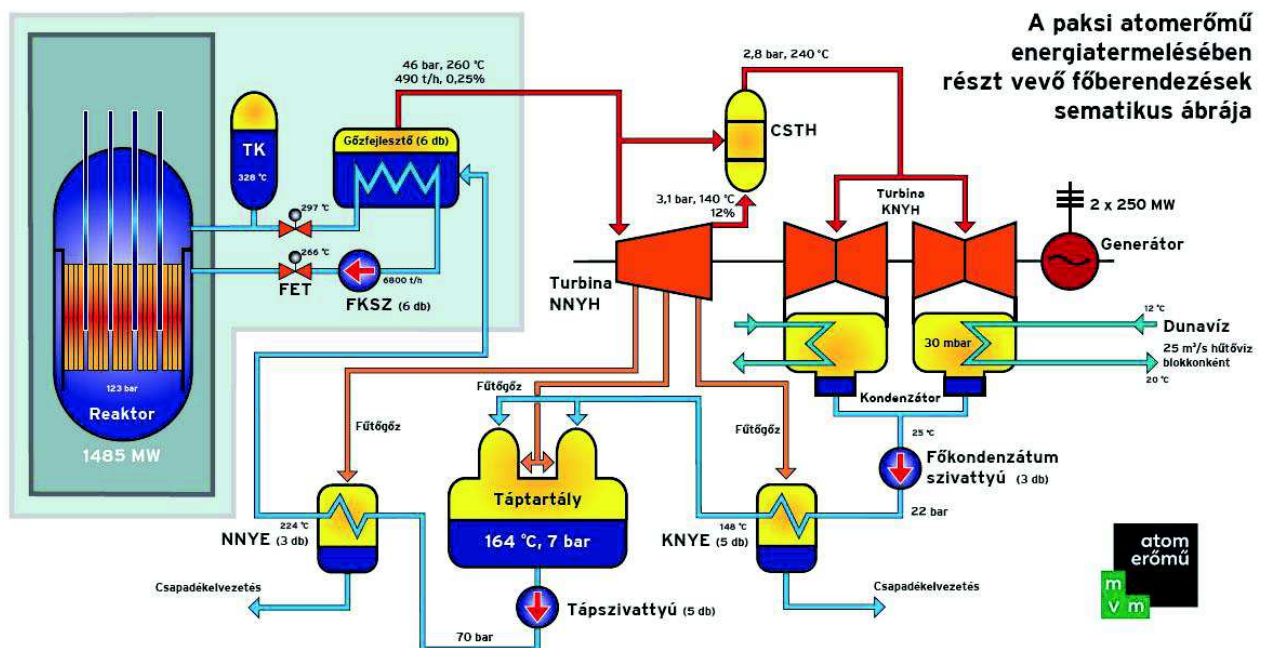 A paksi atomerőmű
energiatermelésében
részt vevő főberendezések
sematikus ábrája
46 bar, 260 °C
490 t/h, 0,25%
2,8 bar, 240 °C
CSTH
TK
328 °C
Gőzfejlesztő (6 db)
297 °C
266 °C
FET
FKSZ (6 db)
6800 t/h
3,1 bar, 140 °C
12%
Turbina
KNYH
2 x 250 MW
Generátor
Turbina
NNYH
123 bar
Reaktor
1485 MW
12 °C
Dunavíz
25 m³/s hűtővíz
blokkonként
20 °C
30 mbar
Kondenzátor
25 °C
Főkondenzátum
szivattyú (3 db)
22 bar
Fűtőgőz
Fűtőgőz
Fűtőgőz
Táptartály
164 °C, 7 bar
224 °C
NNYE (3 db)
148 °C
KNYE (5 db)
Csapadékelvezetés
Csapadékelvezetés
Tápszivattyú (5 db)
70 bar
atom
erőmű
m
v m